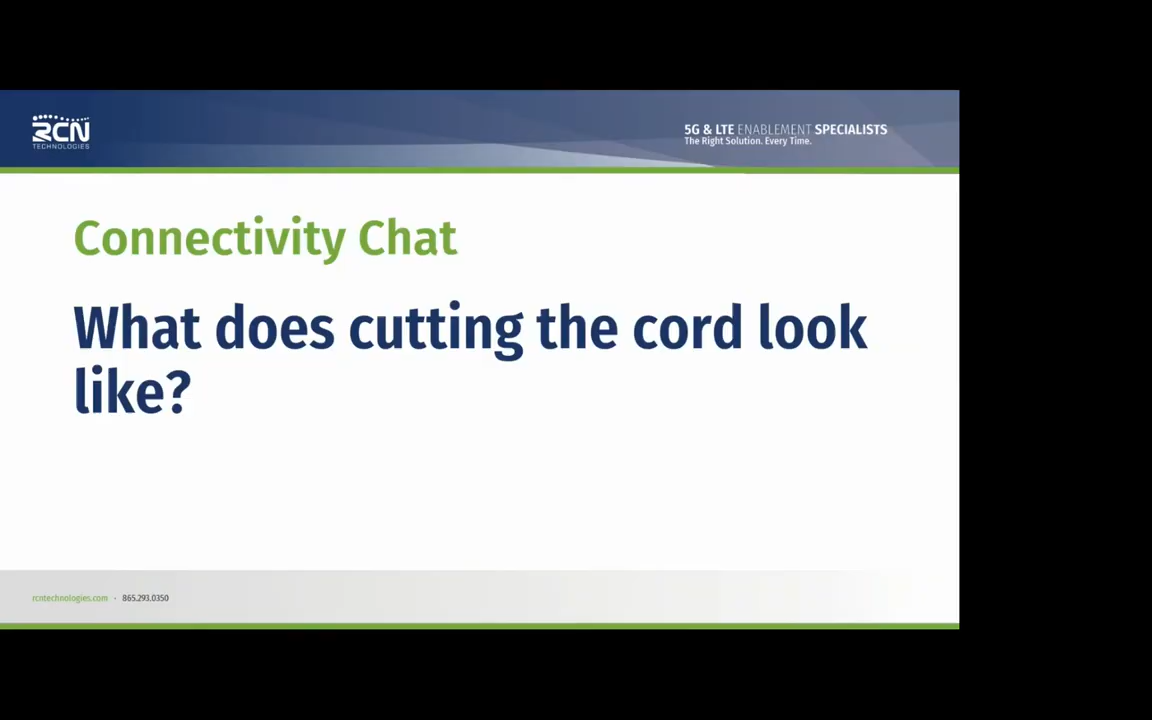 RCN
TECHNOLOGIES
5G & LTE ENABLEMENT SPECIALISTS
The Right Solution. Every Time.
Connectivity Chat
What does cutting the cord look
like?
rcntechnologies.com · 865.293.0350